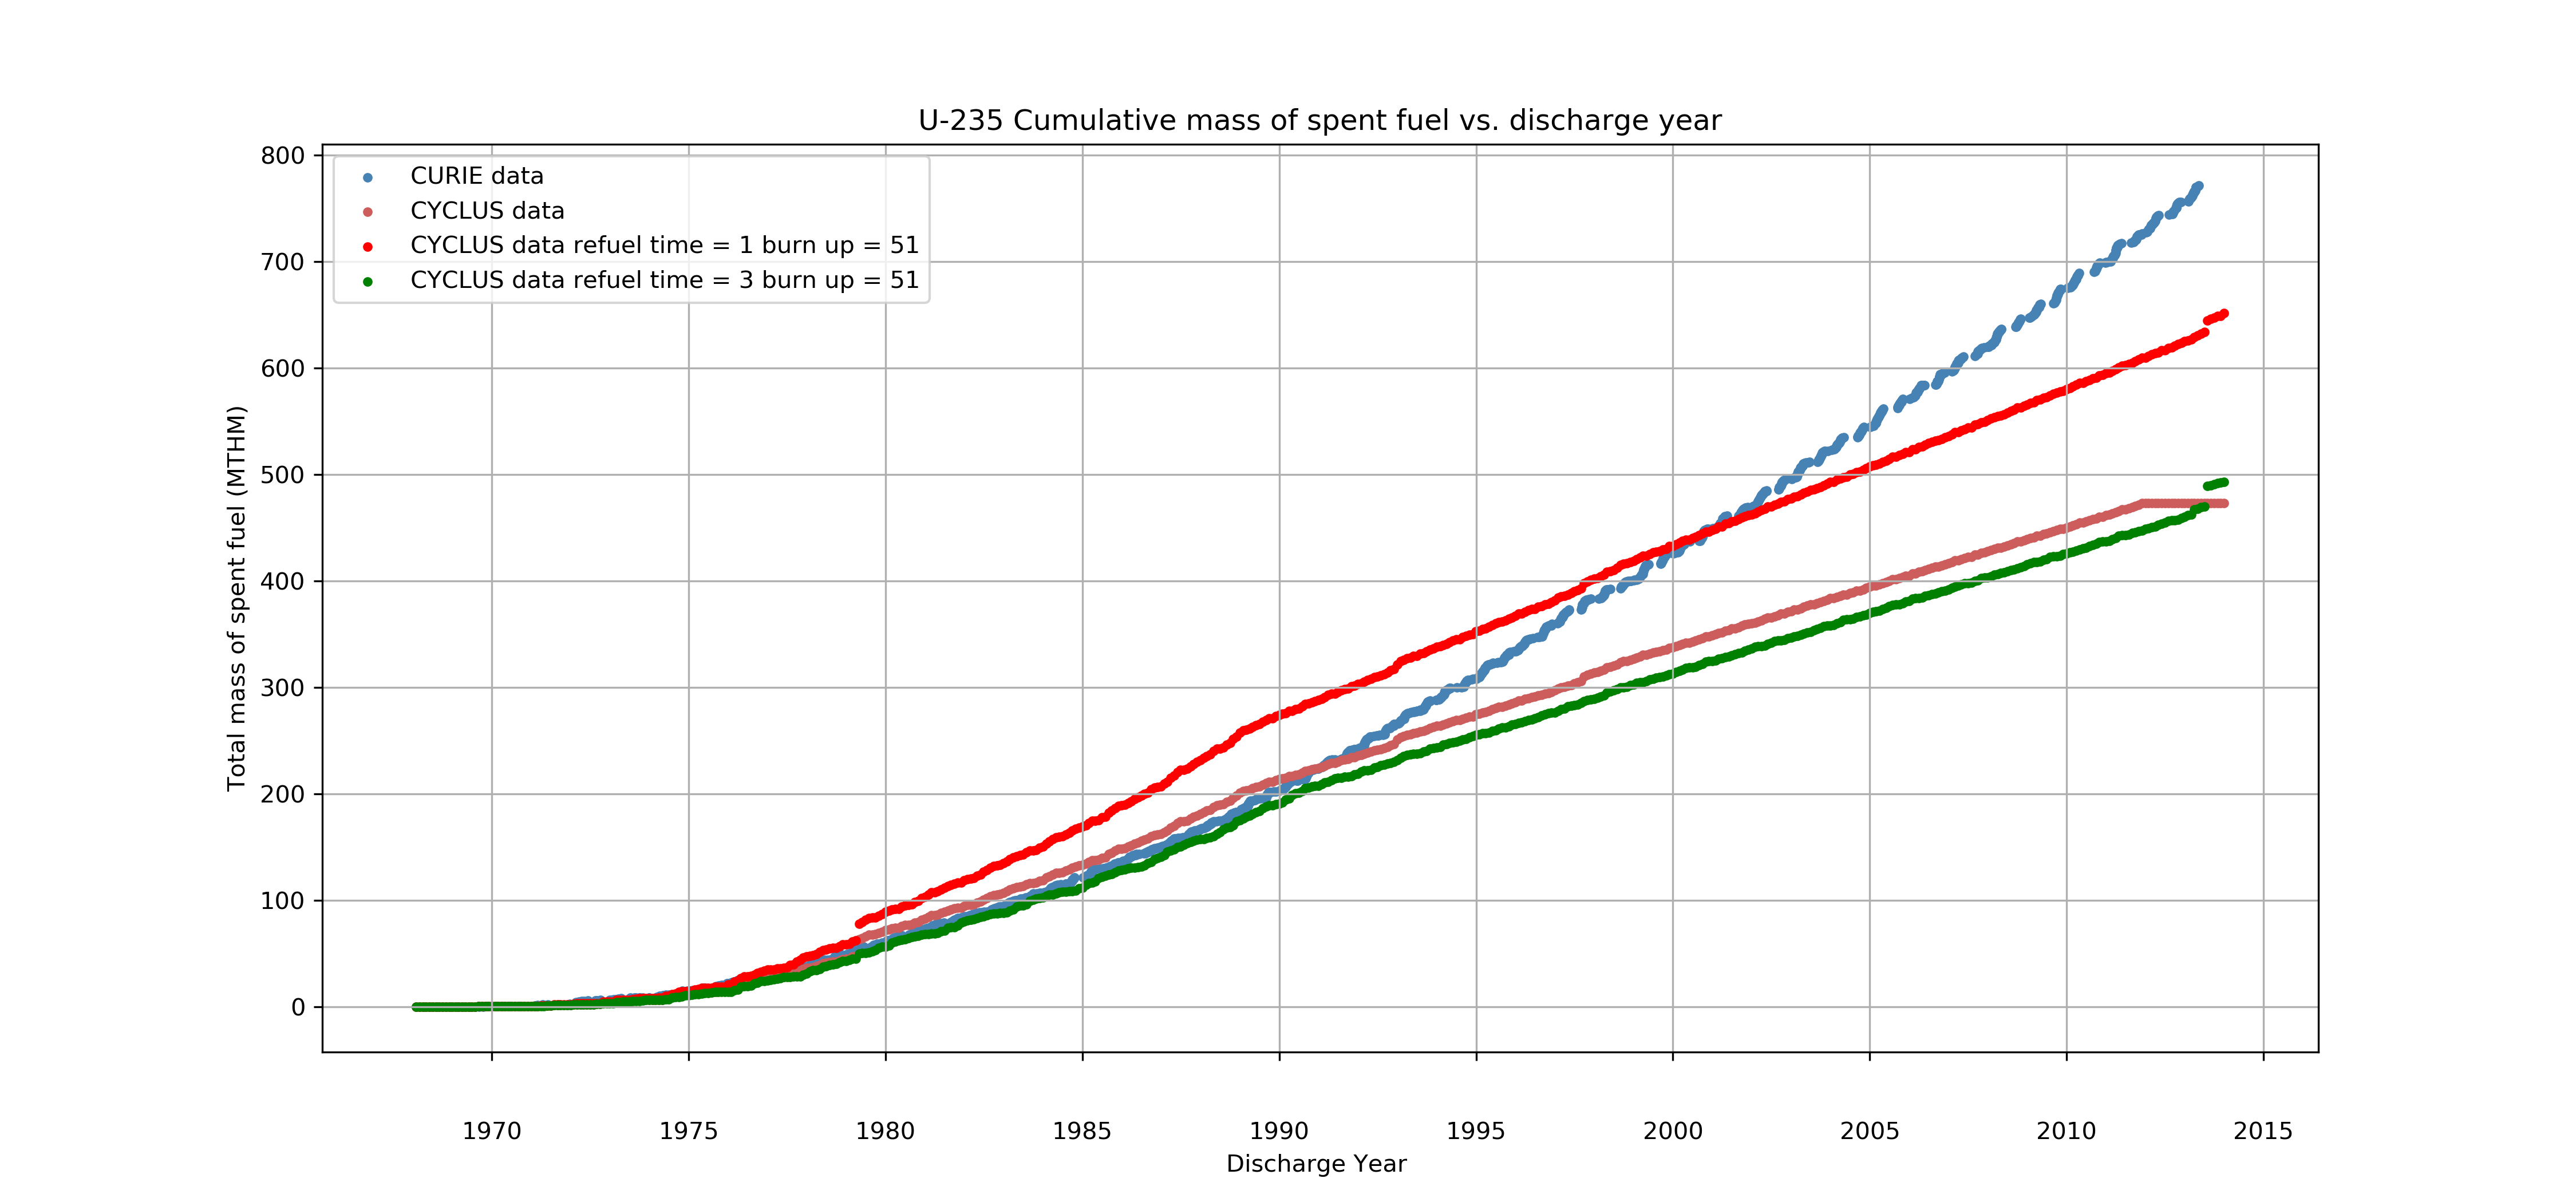 U-235 Cumulative mass of spent fuel vs. discharge year
CURIE data
CYCLUS data
CYCLUS data refuel time = 1 burn up = 51
CYCLUS data refuel time = 3 burn up = 51
Total mass of spent fuel (MTHM)
800
700
600
500
400
300
200
100
0
1970 1975 1980 1985 1990 1995 2000 2005 2010 2015
Discharge Year